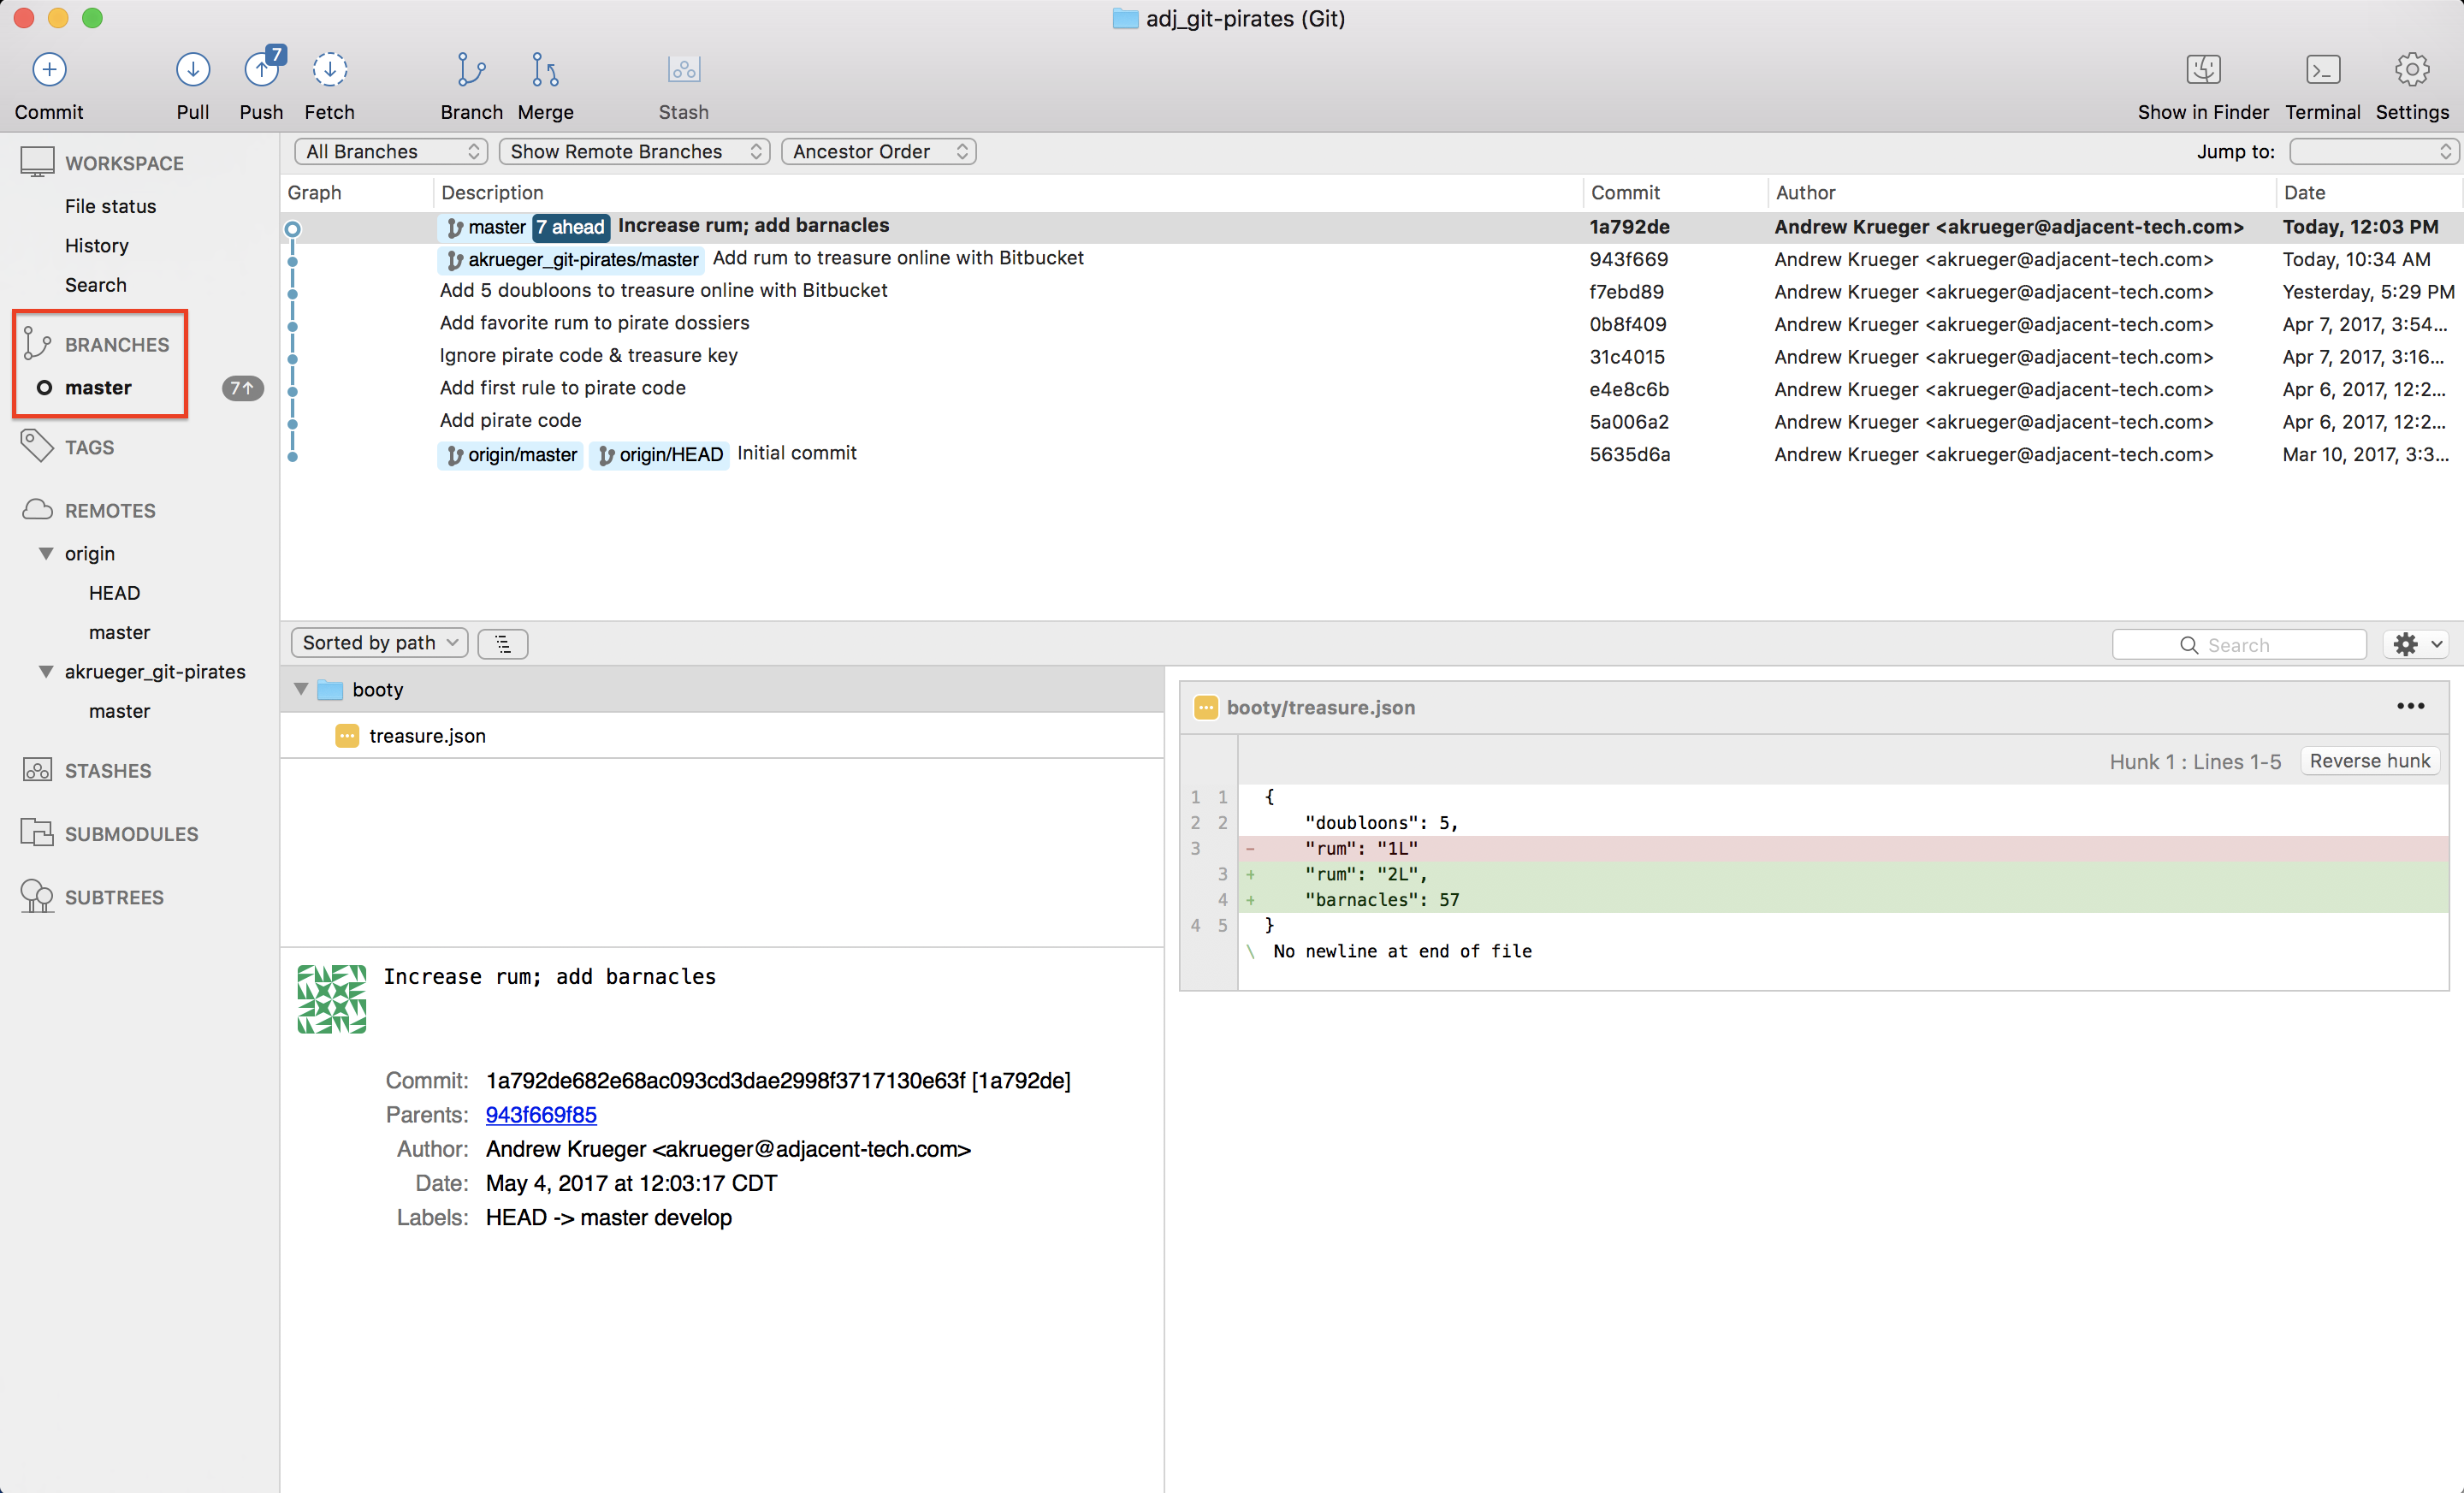 adj_git-pirates (Git)
7
Commit Pull Push Fetch Branch Merge Stash Show in Finder Terminal Settings
WORKSPACE
File status
History
Search
BRANCHES
master 7↑
TAGS
REMOTES
origin
HEAD
master
akrueger_git-pirates
master
STASHES
SUBMODULES
SUBTREES
All Branches Show Remote Branches Ancestor Order Jump to:
Graph Description Commit Author Date
master 7 ahead Increase rum; add barnacles 1a792de Andrew Krueger <akrueger@adjacent-tech.com> Today, 12:03 PM
akrueger_git-pirates/master Add rum to treasure online with Bitbucket 943f669 Andrew Krueger <akrueger@adjacent-tech.com> Today, 10:34 AM
Add 5 doubloons to treasure online with Bitbucket f7ebd89 Andrew Krueger <akrueger@adjacent-tech.com> Yesterday, 5:29 PM
Add favorite rum to pirate dossiers 0b8f409 Andrew Krueger <akrueger@adjacent-tech.com> Apr 7, 2017, 3:54...
Ignore pirate code & treasure key 31c4015 Andrew Krueger <akrueger@adjacent-tech.com> Apr 7, 2017, 3:16...
Add first rule to pirate code e4e8c6b Andrew Krueger <akrueger@adjacent-tech.com> Apr 6, 2017, 12:2...
Add pirate code 5a006a2 Andrew Krueger <akrueger@adjacent-tech.com> Apr 6, 2017, 12:2...
origin/master origin/HEAD Initial commit 5635d6a Andrew Krueger <akrueger@adjacent-tech.com> Mar 10, 2017, 3:3...
Sorted by path Search
booty
treasure.json
Increase rum; add barnacles
Commit: 1a792de682e68ac093cd3dae2998f3717130e63f [1a792de]
Parents: 943f669f85
Author: Andrew Krueger <akrueger@adjacent-tech.com>
Date: May 4, 2017 at 12:03:17 CDT
Labels: HEAD -> master develop
booty/treasure.json
Hunk 1 : Lines 1-5 Reverse hunk
1 1 {
2 2 "doubloons": 5,
3 - "rum": "1L"
3 + "rum": "2L",
4 + "barnacles": 57
4 5 }
\ No newline at end of file